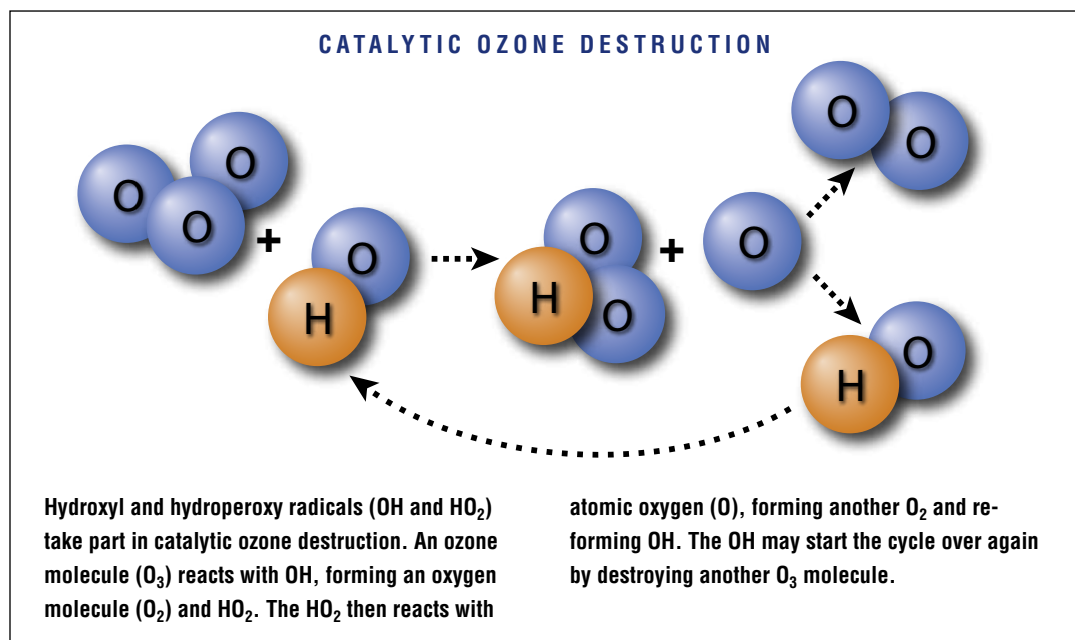 CATALYTIC OZONE DESTRUCTION
O
O
O
+
O
H
O
H
O
+
O
O
O
O
H
Hydroxyl and hydroperoxy radicals (OH and HO₂)
take part in catalytic ozone destruction. An ozone
molecule (O₃) reacts with OH, forming an oxygen
molecule (O₂) and HO₂. The HO₂ then reacts with
atomic oxygen (O), forming another O₂ and re-
forming OH. The OH may start the cycle over again
by destroying another O₃ molecule.